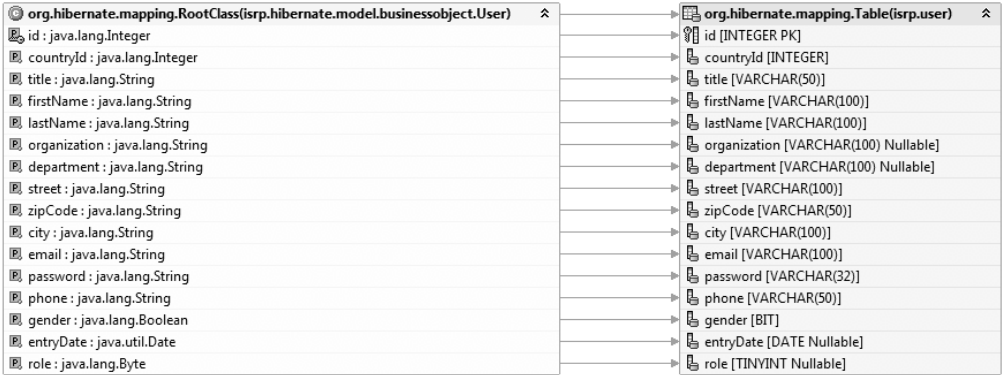 org.hibernate.mapping.RootClass(isrp.hibernate.model.businessobject.User)
id : java.lang.Integer
countryId : java.lang.Integer
title : java.lang.String
firstName : java.lang.String
lastName : java.lang.String
organization : java.lang.String
department : java.lang.String
street : java.lang.String
zipCode : java.lang.String
city : java.lang.String
email : java.lang.String
password : java.lang.String
phone : java.lang.String
gender : java.lang.Boolean
entryDate : java.util.Date
role : java.lang.Byte
org.hibernate.mapping.Table(isrp.user)
id [INTEGER PK]
countryId [INTEGER]
title [VARCHAR(50)]
firstName [VARCHAR(100)]
lastName [VARCHAR(100)]
organization [VARCHAR(100) Nullable]
department [VARCHAR(100) Nullable]
street [VARCHAR(100)]
zipCode [VARCHAR(50)]
city [VARCHAR(100)]
email [VARCHAR(100)]
password [VARCHAR(32)]
phone [VARCHAR(50)]
gender [BIT]
entryDate [DATE Nullable]
role [TINYINT Nullable]